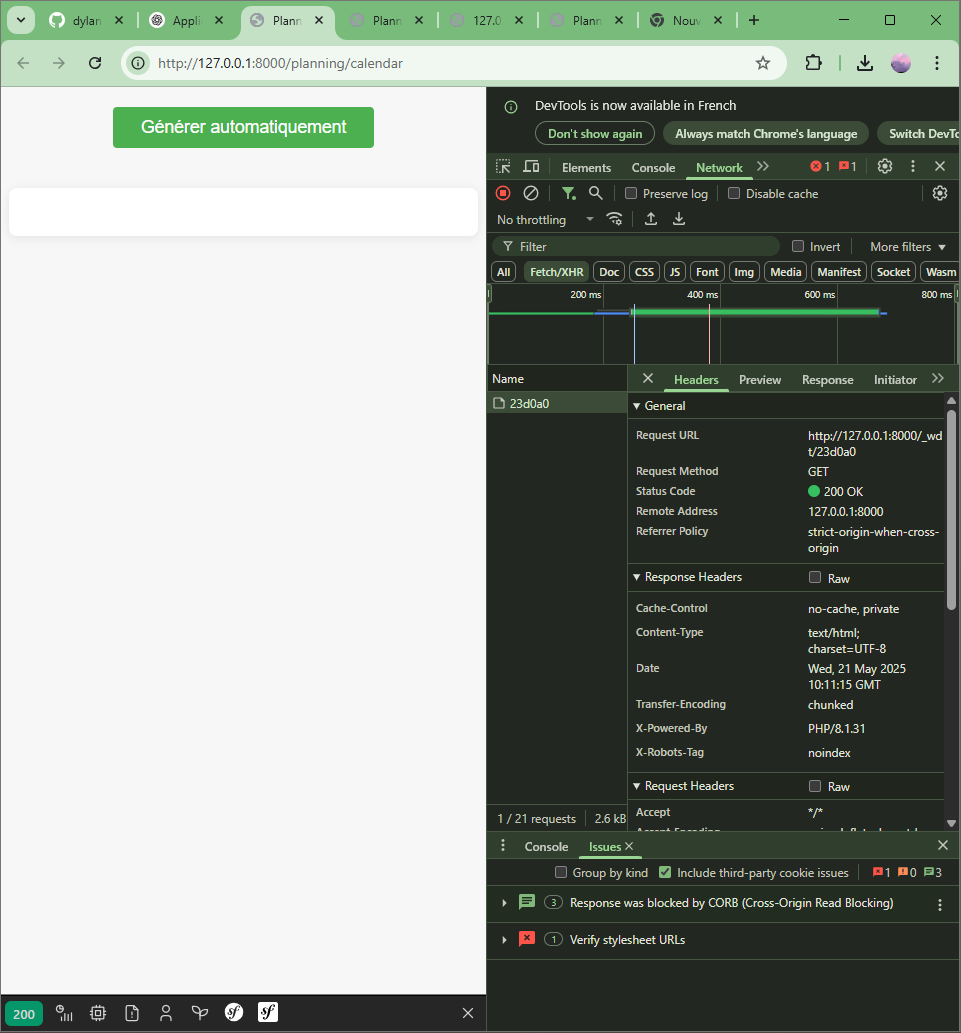 dylan
Appli
Plann
Plann
127.0
Plann
Nouv
http://127.0.0.1:8000/planning/calendar
Générer automatiquement
DevTools is now available in French
Don't show again
Always match Chrome's language
Switch DevTo
Elements
Console
Network
1
1
Preserve log
Disable cache
No throttling
Filter
Invert
More filters
All
Fetch/XHR
Doc
CSS
JS
Font
Img
Media
Manifest
Socket
Wasm
200 ms
400 ms
600 ms
800 ms
Name
Headers
Preview
Response
Initiator
23d0a0
General
Request URL
http://127.0.0.1:8000/_wd
t/23d0a0
Request Method
GET
Status Code
200 OK
Remote Address
127.0.0.1:8000
Referrer Policy
strict-origin-when-cross-
origin
Response Headers
Raw
Cache-Control
no-cache, private
Content-Type
text/html;
charset=UTF-8
Date
Wed, 21 May 2025
10:11:15 GMT
Transfer-Encoding
chunked
X-Powered-By
PHP/8.1.31
X-Robots-Tag
noindex
Request Headers
Raw
Accept
*/*
1 / 21 requests
2.6 kB
Console
Issues
Group by kind
Include third-party cookie issues
1
0
3
3
Response was blocked by CORB (Cross-Origin Read Blocking)
1
Verify stylesheet URLs
200
sf
sf